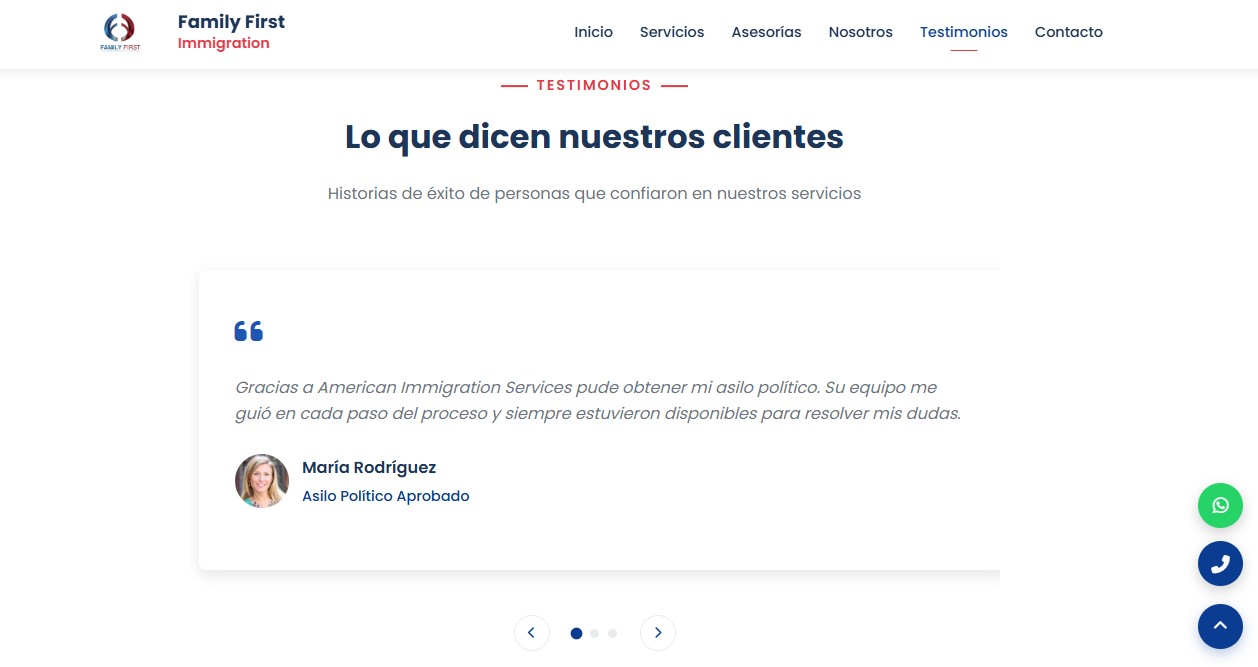 FAMILY FIRST
Family First
Immigration
Inicio
Servicios
Asesorías
Nosotros
Testimonios
Contacto
TESTIMONIOS
Lo que dicen nuestros clientes
Historias de éxito de personas que confiaron en nuestros servicios
Gracias a American Immigration Services pude obtener mi asilo político. Su equipo me
guió en cada paso del proceso y siempre estuvieron disponibles para resolver mis dudas.
María Rodríguez
Asilo Político Aprobado